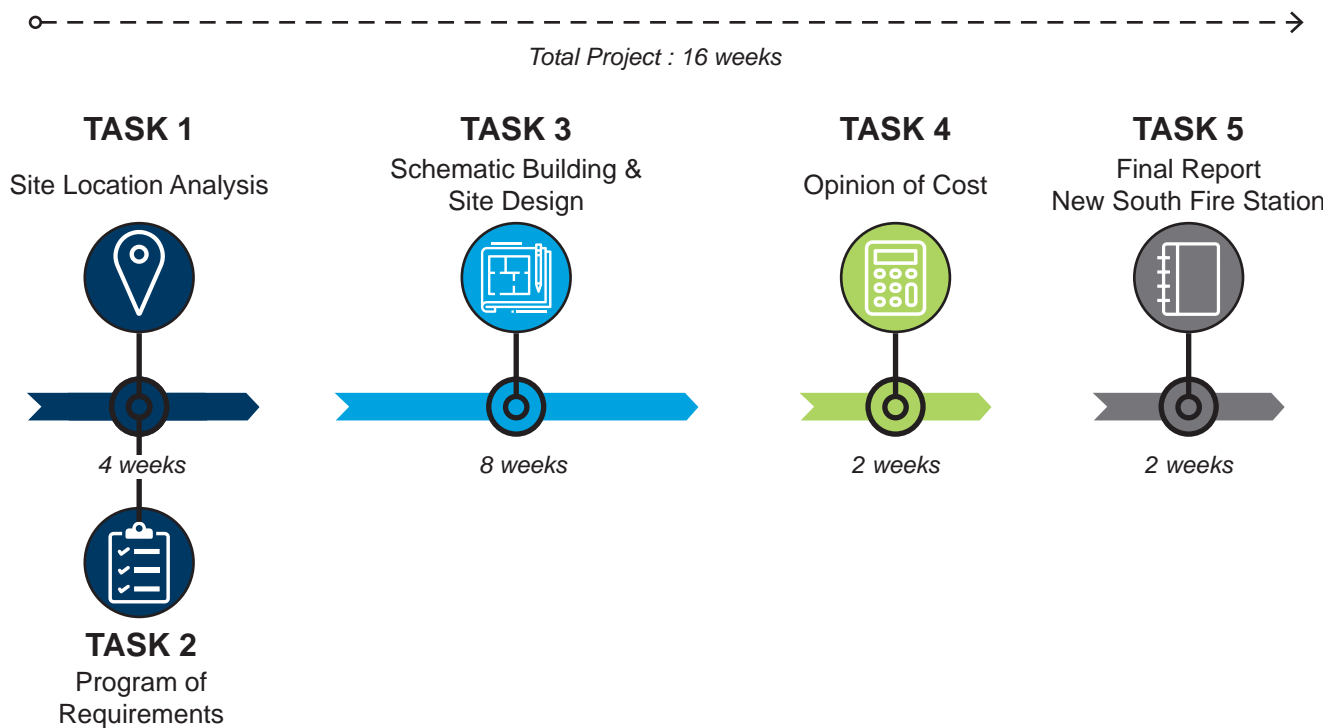 Total Project : 16 weeks
TASK 1
Site Location Analysis
4 weeks
TASK 2
Program of
Requirements
TASK 3
Schematic Building &
Site Design
8 weeks
TASK 4
Opinion of Cost
2 weeks
TASK 5
Final Report
New South Fire Station
2 weeks